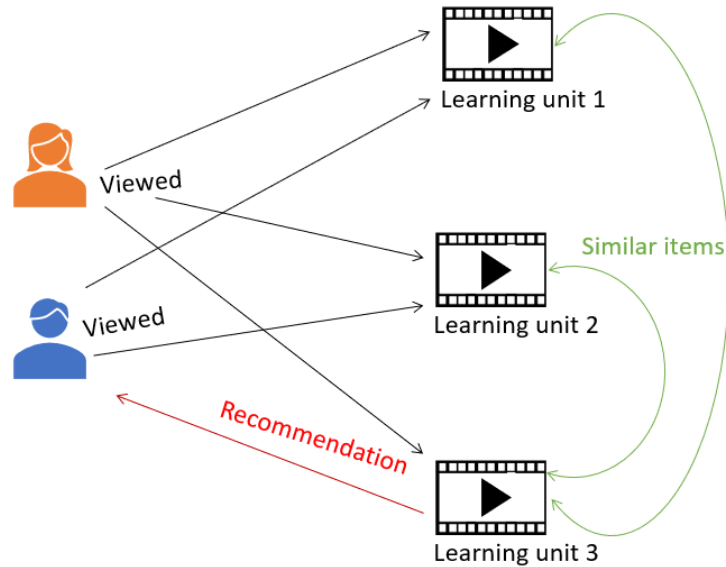 Learning unit 1
Viewed
Similar items
Viewed
Learning unit 2
Recommendation
Learning unit 3